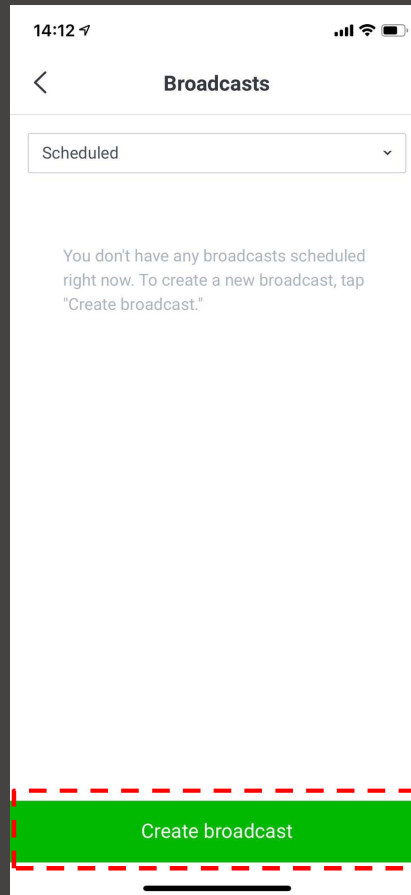 14:12
Broadcasts
Scheduled
You don't have any broadcasts scheduled
right now. To create a new broadcast, tap
"Create broadcast."
Create broadcast